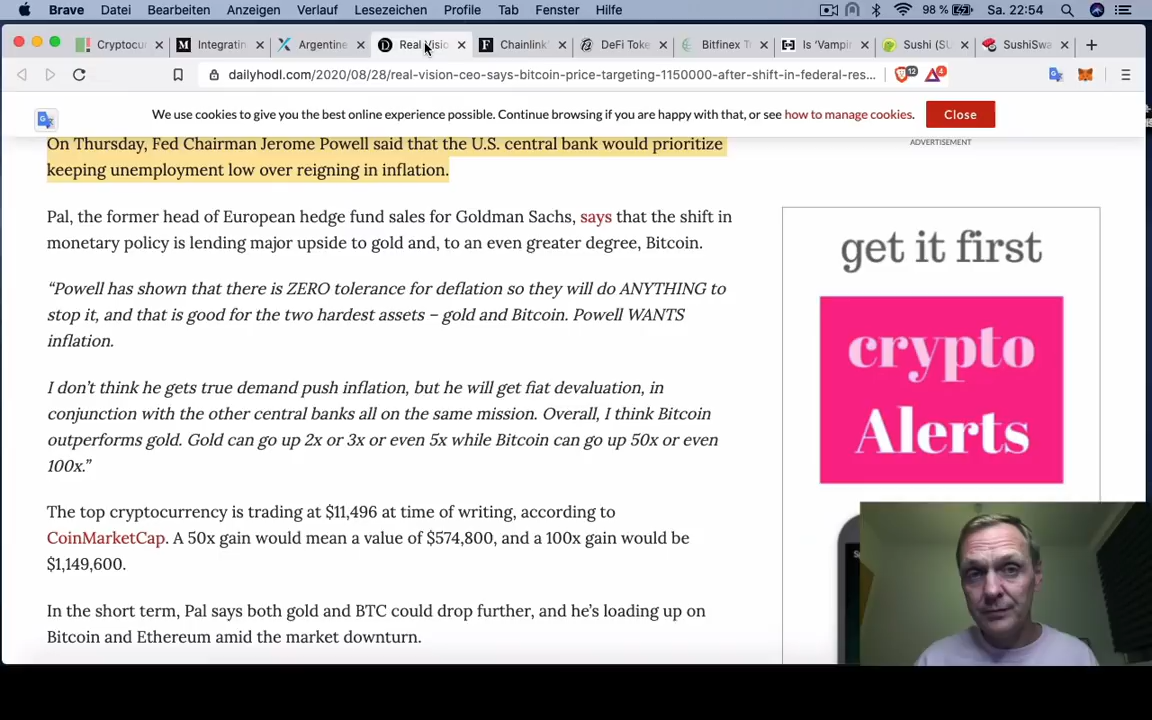 Brave Datei Bearbeiten Anzeigen Verlauf Lesezeichen Profile Tab Fenster Hilfe 98 % Sa. 22:54
Cryptocur Integratin Argentine Real Visio Chainlink' DeFi Toke Bitfinex Tr Is 'Vampir Sushi (SU SushiSwa
dailyhodl.com/2020/08/28/real-vision-ceo-says-bitcoin-price-targeting-1150000-after-shift-in-federal-res... 12 4
We use cookies to give you the best online experience possible. Continue browsing if you are happy with that, or see how to manage cookies. Close
On Thursday, Fed Chairman Jerome Powell said that the U.S. central bank would prioritize
keeping unemployment low over reigning in inflation.
Pal, the former head of European hedge fund sales for Goldman Sachs, says that the shift in
monetary policy is lending major upside to gold and, to an even greater degree, Bitcoin.
“Powell has shown that there is ZERO tolerance for deflation so they will do ANYTHING to
stop it, and that is good for the two hardest assets – gold and Bitcoin. Powell WANTS
inflation.
I don’t think he gets true demand push inflation, but he will get fiat devaluation, in
conjunction with the other central banks all on the same mission. Overall, I think Bitcoin
outperforms gold. Gold can go up 2x or 3x or even 5x while Bitcoin can go up 50x or even
100x.”
The top cryptocurrency is trading at $11,496 at time of writing, according to
CoinMarketCap. A 50x gain would mean a value of $574,800, and a 100x gain would be
$1,149,600.
In the short term, Pal says both gold and BTC could drop further, and he’s loading up on
Bitcoin and Ethereum amid the market downturn.
ADVERTISEMENT
get it first
crypto
Alerts